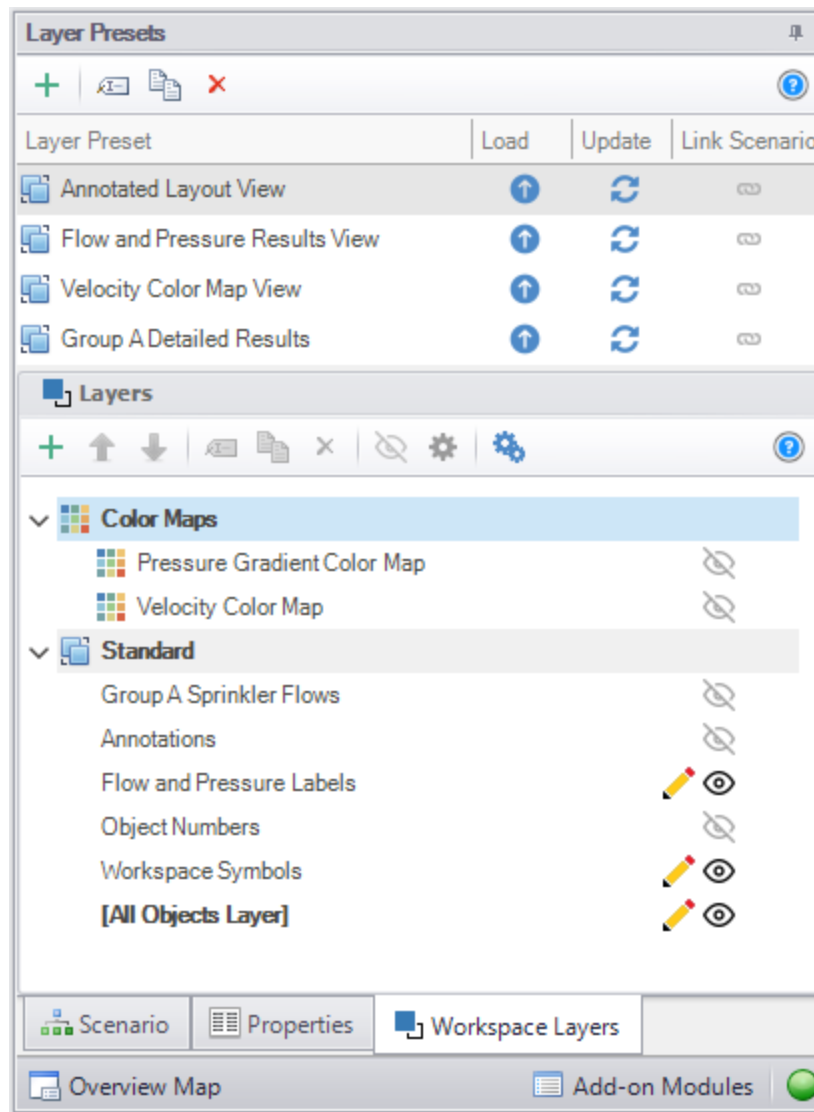 Layer Presets
Layer Preset Load Update Link Scenario
Annotated Layout View
Flow and Pressure Results View
Velocity Color Map View
Group A Detailed Results
Layers
Color Maps
Pressure Gradient Color Map
Velocity Color Map
Standard
Group A Sprinkler Flows
Annotations
Flow and Pressure Labels
Object Numbers
Workspace Symbols
[All Objects Layer]
Scenario Properties Workspace Layers
Overview Map Add-on Modules